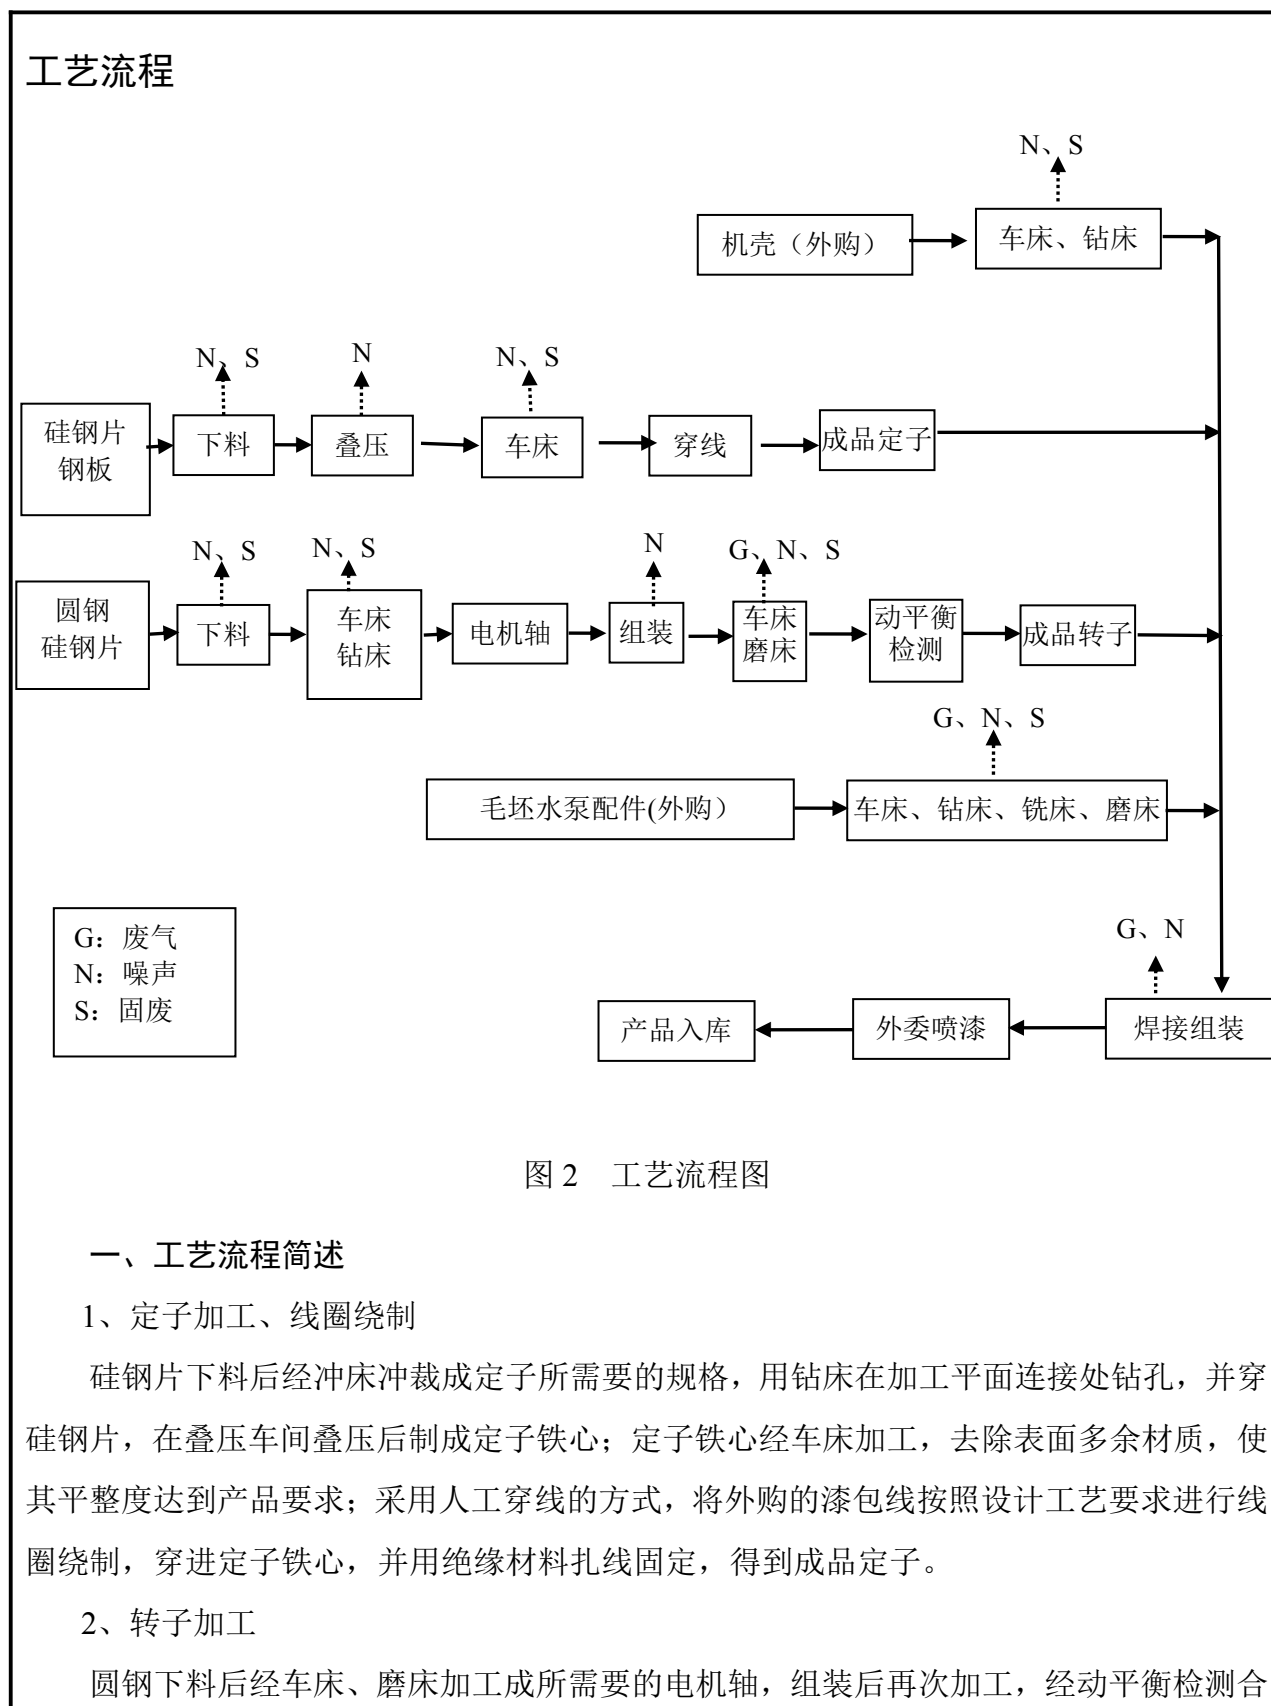 工艺流程
N、S
机壳（外购）
车床、钻床
N、S
N
N、S
硅钢片
钢板
下料
叠压
车床
穿线
成品定子
N、S
N、S
N
G、N、S
圆钢
硅钢片
下料
车床
钻床
电机轴
组装
车床
磨床
动平衡
检测
成品转子
G、N、S
毛坯水泵配件(外购）
车床、钻床、铣床、磨床
G：废气
N：噪声
S：固废
G、N
产品入库
外委喷漆
焊接组装
图 2　工艺流程图
一、工艺流程简述
1、定子加工、线圈绕制
硅钢片下料后经冲床冲裁成定子所需要的规格，用钻床在加工平面连接处钻孔，并穿
硅钢片，在叠压车间叠压后制成定子铁心；定子铁心经车床加工，去除表面多余材质，使
其平整度达到产品要求；采用人工穿线的方式，将外购的漆包线按照设计工艺要求进行线
圈绕制，穿进定子铁心，并用绝缘材料扎线固定，得到成品定子。
2、转子加工
圆钢下料后经车床、磨床加工成所需要的电机轴，组装后再次加工，经动平衡检测合